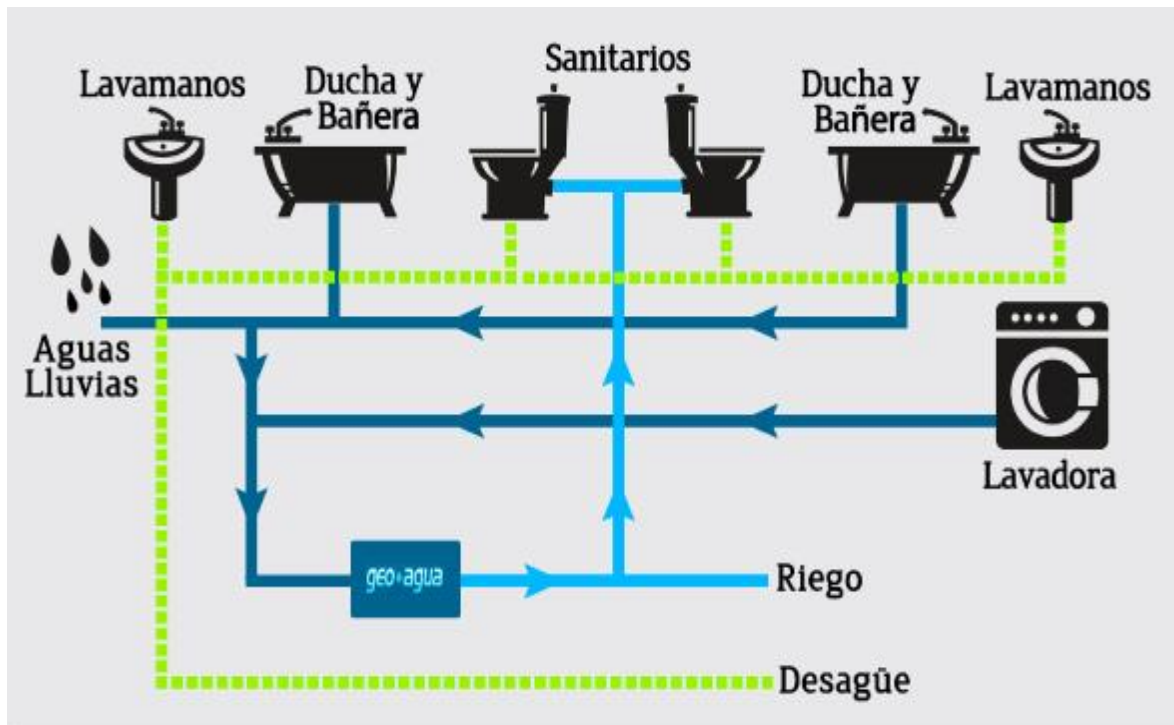 Lavamanos
Ducha y
Bañera
Sanitarios
Ducha y
Bañera
Lavamanos
Aguas
Lluvias
Lavadora
geo•agua
Riego
Desagüe